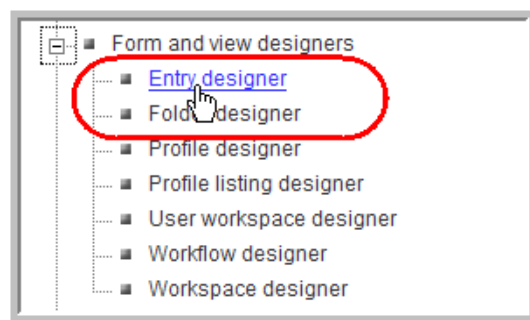 Form and view designers
Entry designer
Folder designer
Profile designer
Profile listing designer
User workspace designer
Workflow designer
Workspace designer